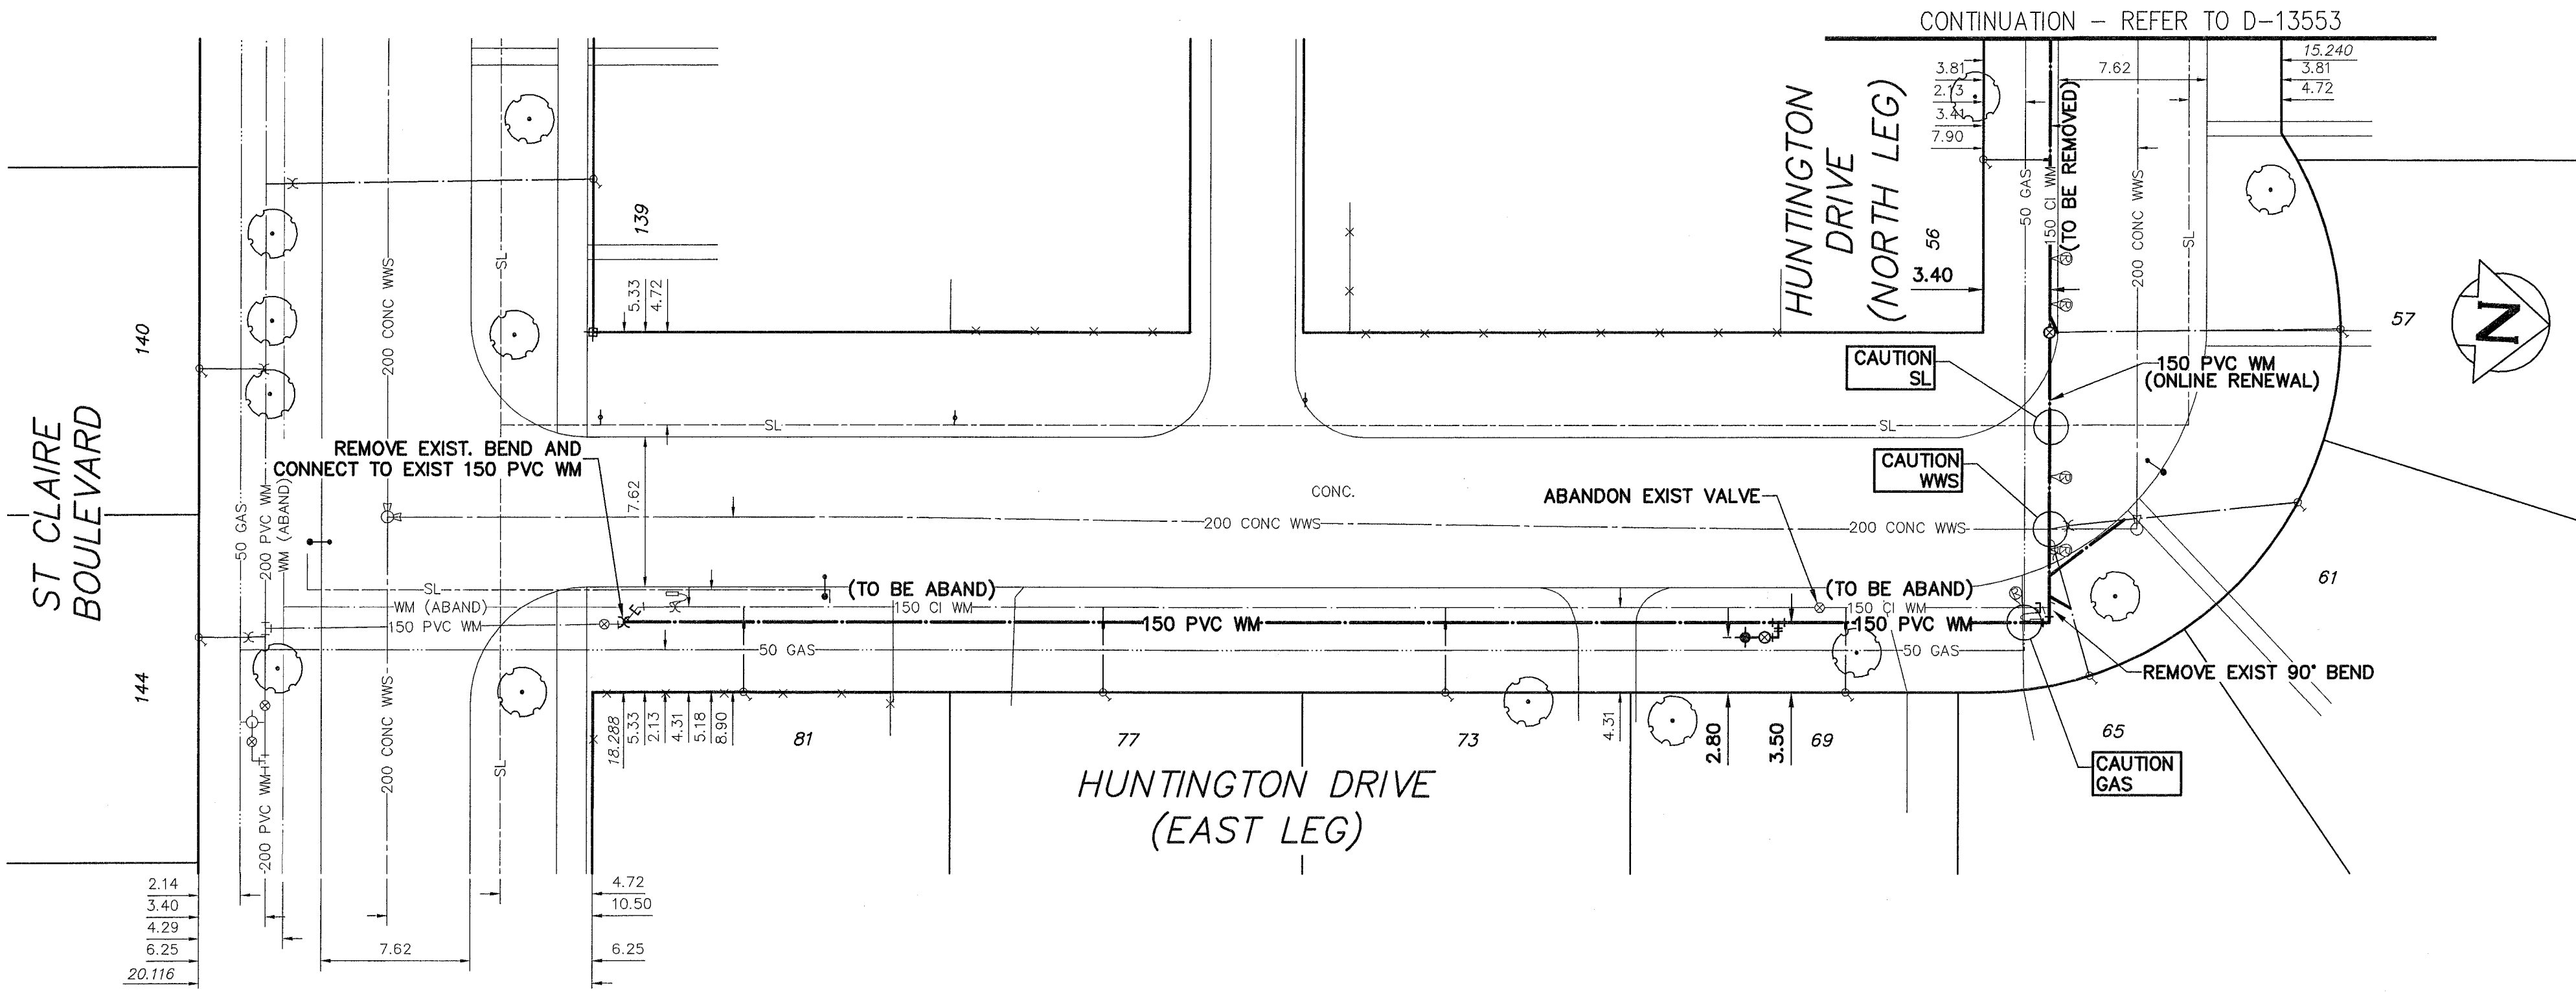 CONTINUATION - REFER TO D-13553
15.240
3.81
4.72
3.81
2.13
3.41
7.90
7.62
HUNTINGTON
DRIVE
(NORTH LEG)
56
3.40
50 GAS
150 CI WM
(TO BE REMOVED)
200 CONC WWS
SL
57
N
139
5.33
4.72
140
200 CONC WWS
SL
CAUTION
SL
150 PVC WM
(ONLINE RENEWAL)
ST CLAIRE
BOULEVARD
REMOVE EXIST. BEND AND
CONNECT TO EXIST 150 PVC WM
SL
SL
CAUTION
WWS
50 GAS
200 PVC WM
WM (ABAND)
7.62
CONC.
ABANDON EXIST VALVE
200 CONC WWS
200 CONC WWS
61
SL
(TO BE ABAND)
(TO BE ABAND)
WM (ABAND)
150 CI WM
150 CI WM
150 PVC WM
150 PVC WM
150 PVC WM
50 GAS
50 GAS
REMOVE EXIST 90° BEND
144
200 CONC WWS
SL
200 PVC WM
18.288
5.33
2.13
4.31
5.18
8.90
81
77
73
4.31
2.80
3.50
69
65
CAUTION
GAS
HUNTINGTON DRIVE
(EAST LEG)
2.14
3.40
4.29
6.25
20.116
7.62
4.72
10.50
6.25